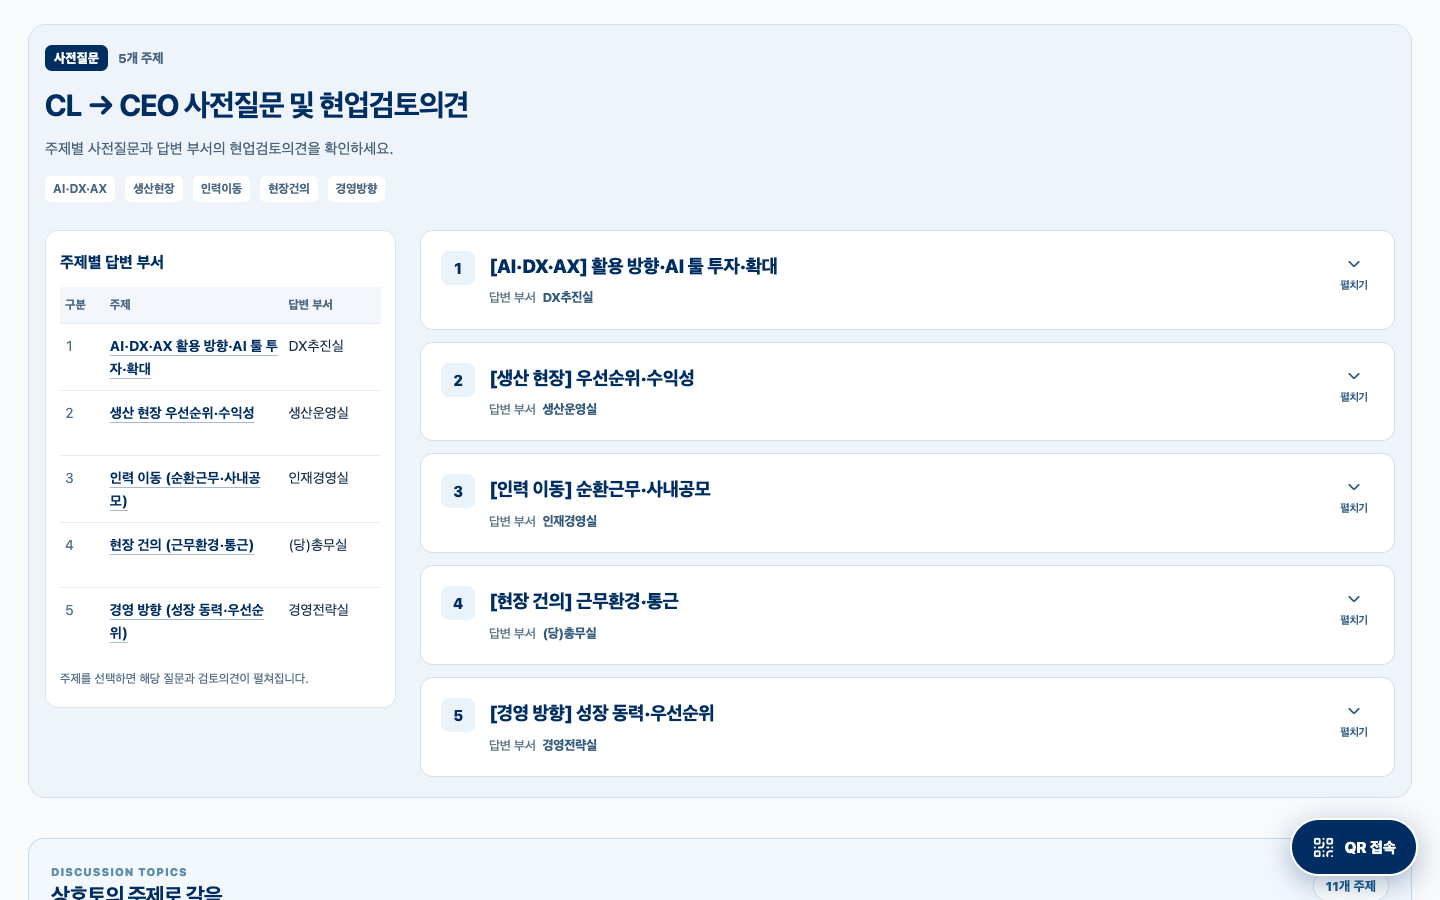 사전질문 5개 주제
CL → CEO 사전질문 및 현업검토의견
주제별 사전질문과 답변 부서의 현업검토의견을 확인하세요.
AI·DX·AX 생산현장 인력이동 현장건의 경영방향
주제별 답변 부서
구분 주제 답변 부서
1 AI·DX·AX 활용 방향·AI 툴 투 DX추진실
자·확대
2 생산 현장 우선순위·수익성 생산운영실
3 인력 이동 (순환근무·사내공 인재경영실
모)
4 현장 건의 (근무환경·통근) (당)총무실
5 경영 방향 (성장 동력·우선순 경영전략실
위)
주제를 선택하면 해당 질문과 검토의견이 펼쳐집니다.
1 [AI·DX·AX] 활용 방향·AI 툴 투자·확대
답변 부서 DX추진실
펼치기
2 [생산 현장] 우선순위·수익성
답변 부서 생산운영실
펼치기
3 [인력 이동] 순환근무·사내공모
답변 부서 인재경영실
펼치기
4 [현장 건의] 근무환경·통근
답변 부서 (당)총무실
펼치기
5 [경영 방향] 성장 동력·우선순위
답변 부서 경영전략실
펼치기
QR 접속
DISCUSSION TOPICS
11개 주제